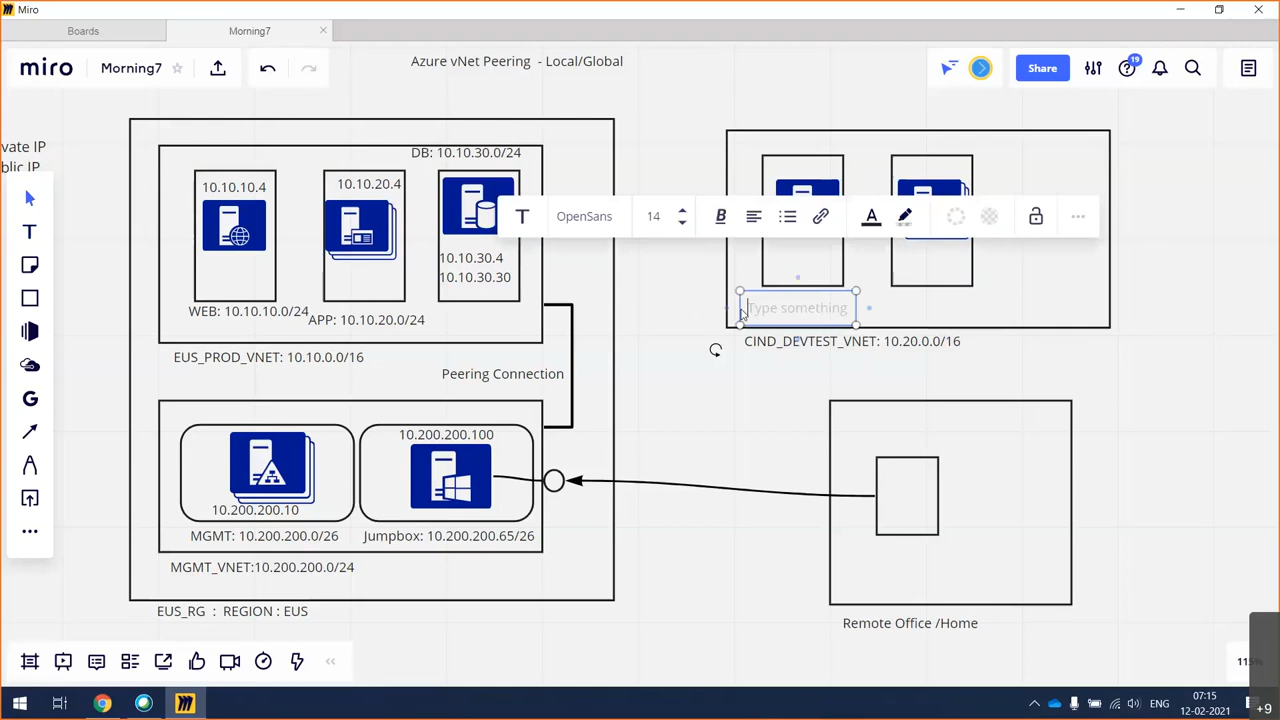 Miro
Boards
Morning7
miro
Morning7
Azure vNet Peering - Local/Global
Share
19
vate IP
blic IP
DB: 10.10.30.0/24
10.10.10.4
10.10.20.4
10.10.30.4
10.10.30.30
WEB: 10.10.10.0/24
APP: 10.10.20.0/24
EUS_PROD_VNET: 10.10.0.0/16
Peering Connection
T
OpenSans
14
B
A
Type something
CIND_DEVTEST_VNET: 10.20.0.0/16
10.200.200.100
10.200.200.10
MGMT: 10.200.200.0/26
Jumpbox: 10.200.200.65/26
MGMT_VNET:10.200.200.0/24
EUS_RG : REGION : EUS
Remote Office /Home
115%
ENG
07:15
12-02-2021
+9